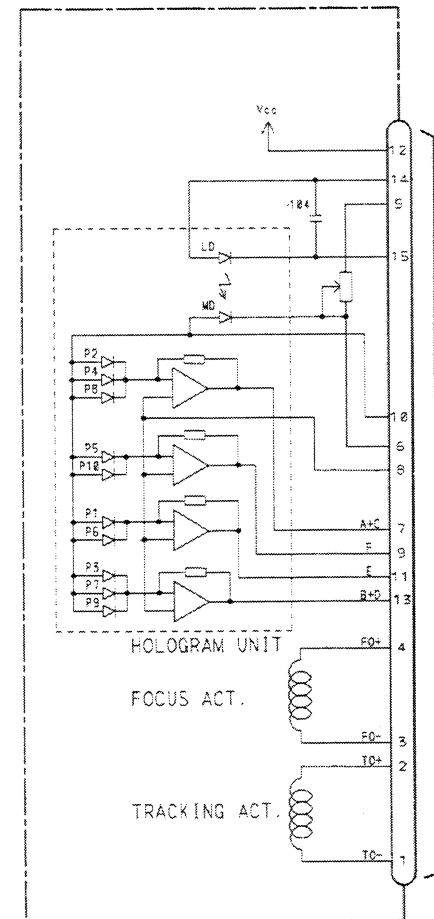 Vcc
12
14
5
104
LD
15
MD
P2
P4
P8
10
6
8
P5
P10
P1
P6
A+C
7
F
9
E
11
P3
P7
P9
B+D
13
HOLOGRAM UNIT
FO+
4
FOCUS ACT.
FO-
3
TO+
2
TRACKING ACT.
TO-
1